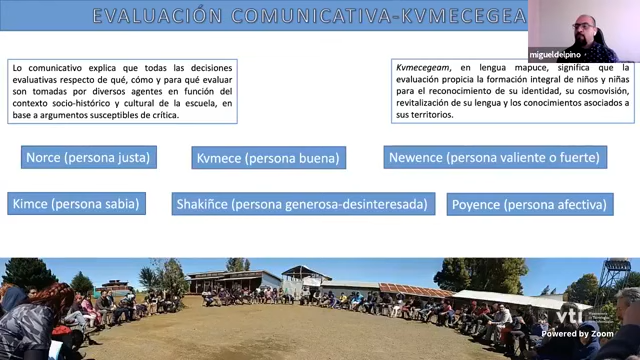 EVALUACIÓN COMUNICATIVA-KVMECEGEA
migueldelpino
Lo comunicativo explica que todas las decisiones
evaluativas respecto de qué, cómo y para qué evaluar
son tomadas por diversos agentes en función del
contexto socio-histórico y cultural de la escuela, en
base a argumentos susceptibles de crítica.
Kvmecegeam, en lengua mapuce, significa que la
evaluación propicia la formación integral de niños y niñas
para el reconocimiento de su identidad, su cosmovisión,
revitalización de su lengua y los conocimientos asociados a
sus territorios.
Norce (persona justa)
Kvmece (persona buena)
Newence (persona valiente o fuerte)
Kimce (persona sabia)
Shakiñce (persona generosa-desinteresada)
Poyence (persona afectiva)
vti
Powered by Zoom